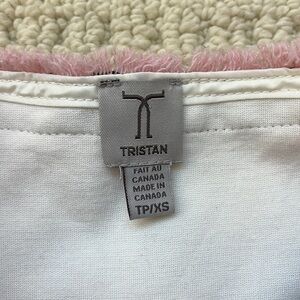 TRISTAN
FAIT AU
CANADA
MADE IN
CANADA
TP/XS